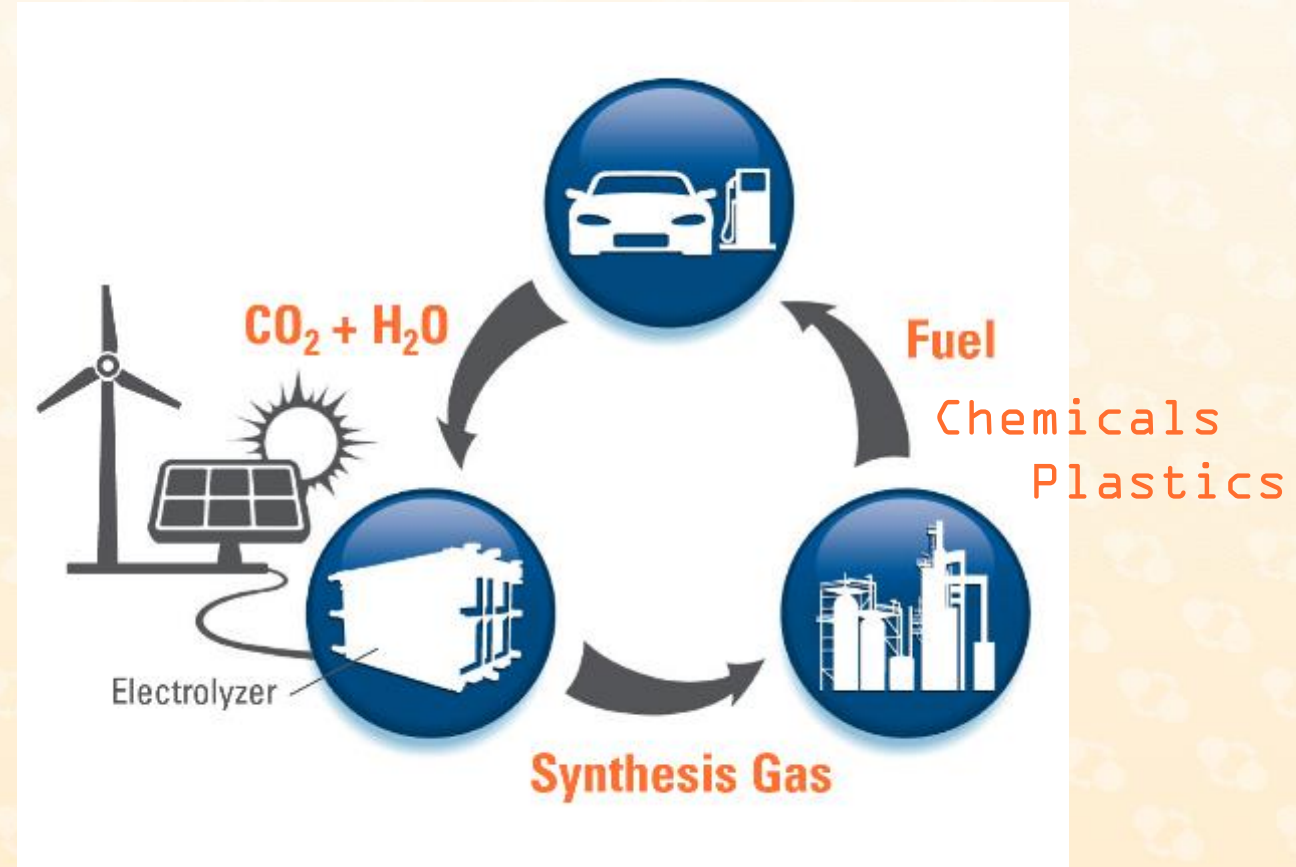 CO₂ + H₂O
Fuel
Chemicals
Plastics
Electrolyzer
Synthesis Gas